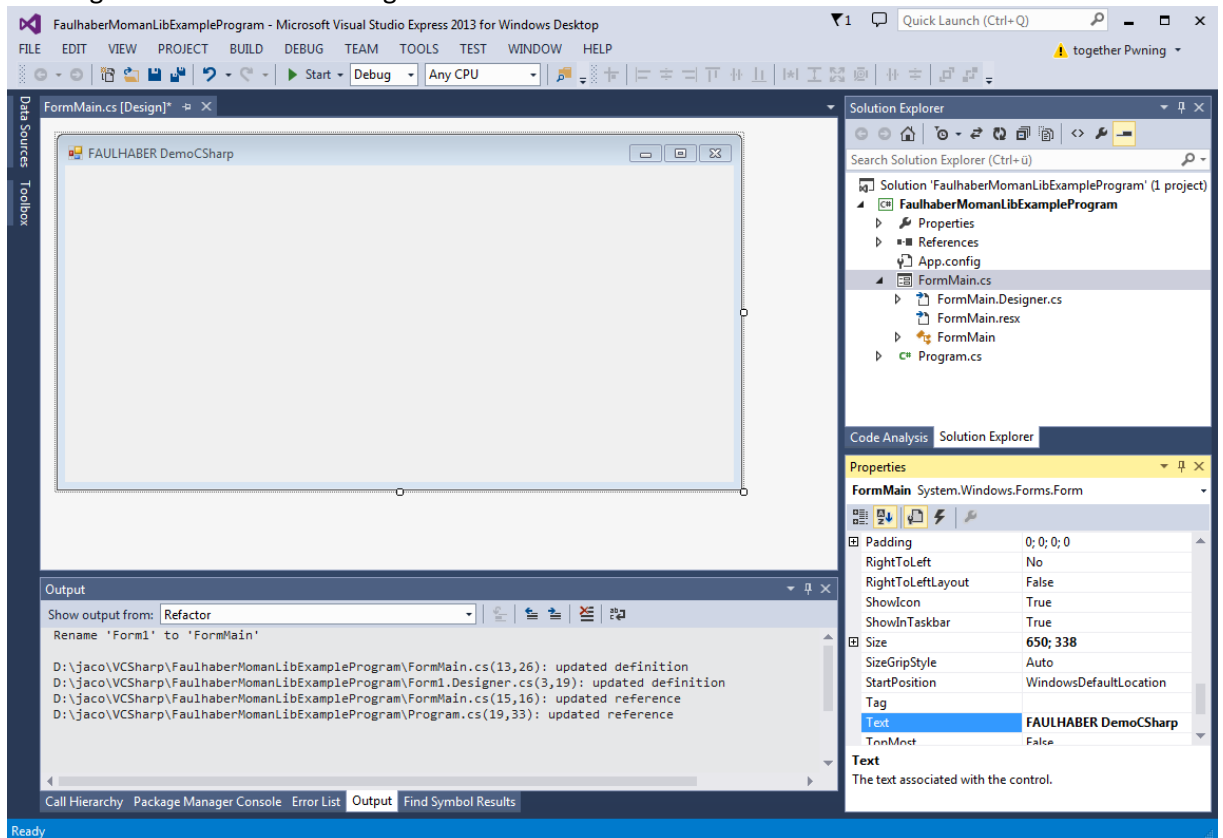 FaulhaberMomanLibExampleProgram - Microsoft Visual Studio Express 2013 for Windows Desktop
1
Quick Launch (Ctrl+Q)
FILE EDIT VIEW PROJECT BUILD DEBUG TEAM TOOLS TEST WINDOW HELP
together Pwning
Start Debug Any CPU
Data Sources
Toolbox
FormMain.cs [Design]*
FAULHABER DemoCSharp
Solution Explorer
Search Solution Explorer (Ctrl+ü)
Solution 'FaulhaberMomanLibExampleProgram' (1 project)
C# FaulhaberMomanLibExampleProgram
Properties
References
App.config
FormMain.cs
FormMain.Designer.cs
FormMain.resx
FormMain
C# Program.cs
Code Analysis Solution Explorer
Properties
FormMain System.Windows.Forms.Form
Padding 0; 0; 0; 0
RightToLeft No
RightToLeftLayout False
ShowIcon True
ShowInTaskbar True
Size 650; 338
SizeGripStyle Auto
StartPosition WindowsDefaultLocation
Tag
Text FAULHABER DemoCSharp
TopMost False
Text
The text associated with the control.
Output
Show output from: Refactor
Rename 'Form1' to 'FormMain'
D:\jaco\VCSharp\FaulhaberMomanLibExampleProgram\FormMain.cs(13,26): updated definition
D:\jaco\VCSharp\FaulhaberMomanLibExampleProgram\Form1.Designer.cs(3,19): updated definition
D:\jaco\VCSharp\FaulhaberMomanLibExampleProgram\FormMain.cs(15,16): updated reference
D:\jaco\VCSharp\FaulhaberMomanLibExampleProgram\Program.cs(19,33): updated reference
Call Hierarchy Package Manager Console Error List Output Find Symbol Results
Ready